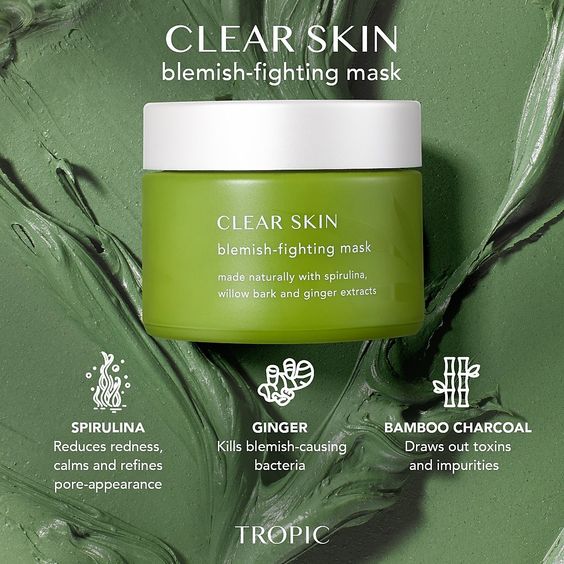 CLEAR SKIN
blemish-fighting mask
CLEAR SKIN
blemish-fighting mask
made naturally with spirulina,
willow bark and ginger extracts
SPIRULINA
Reduces redness,
calms and refines
pore-appearance
GINGER
Kills blemish-causing
bacteria
BAMBOO CHARCOAL
Draws out toxins
and impurities
TROPIC